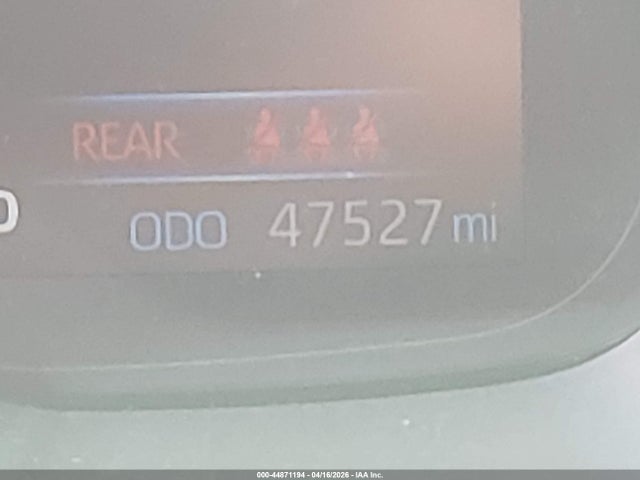 REAR
ODO 47527 mi
000-44871194 - 04/16/2026 - IAA Inc.